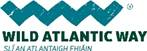 WILD ATLANTIC WAY
SLÍ AN ATLANTAIGH FHIÁIN